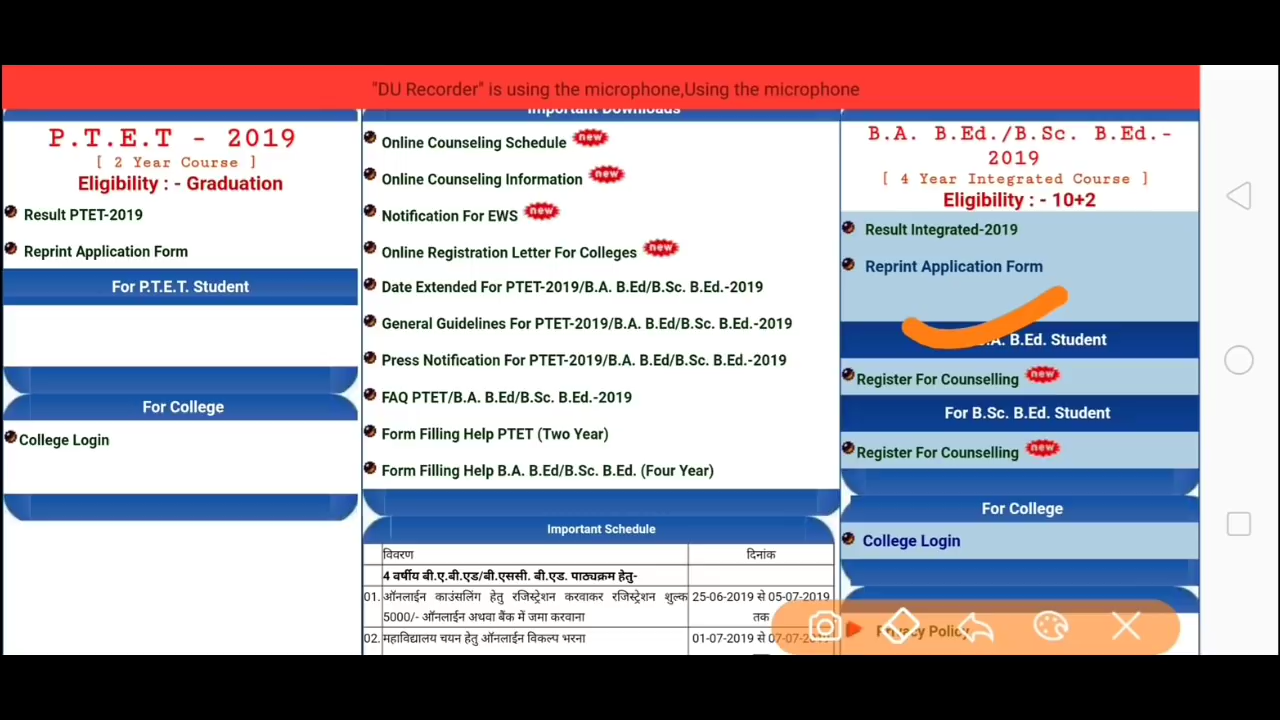 "DU Recorder" is using the microphone,Using the microphone
P.T.E.T - 2019
[ 2 Year Course ]
Eligibility : - Graduation
Result PTET-2019
Reprint Application Form
For P.T.E.T. Student
For College
College Login
Important Downloads
Online Counseling Schedule new
Online Counseling Information new
Notification For EWS new
Online Registration Letter For Colleges new
Date Extended For PTET-2019/B.A. B.Ed/B.Sc. B.Ed.-2019
General Guidelines For PTET-2019/B.A. B.Ed/B.Sc. B.Ed.-2019
Press Notification For PTET-2019/B.A. B.Ed/B.Sc. B.Ed.-2019
FAQ PTET/B.A. B.Ed/B.Sc. B.Ed.-2019
Form Filling Help PTET (Two Year)
Form Filling Help B.A. B.Ed/B.Sc. B.Ed. (Four Year)
Important Schedule
विवरण दिनांक
4 वर्षीय बी.ए.बी.एड/बी.एससी. बी.एड. पाठ्यक्रम हेतु-
01. ऑनलाईन काउंसलिंग हेतु रजिस्ट्रेशन करवाकर रजिस्ट्रेशन शुल्क 25-06-2019 से 05-07-2019
5000/- ऑनलाईन अथवा बैंक में जमा करवाना तक
02. महाविद्यालय चयन हेतु ऑनलाईन विकल्प भरना 01-07-2019 से 07-07-2019
B.A. B.Ed./B.Sc. B.Ed.-
2019
[ 4 Year Integrated Course ]
Eligibility : - 10+2
Result Integrated-2019
Reprint Application Form
B.A. B.Ed. Student
Register For Counselling new
For B.Sc. B.Ed. Student
Register For Counselling new
For College
College Login
Privacy Policy